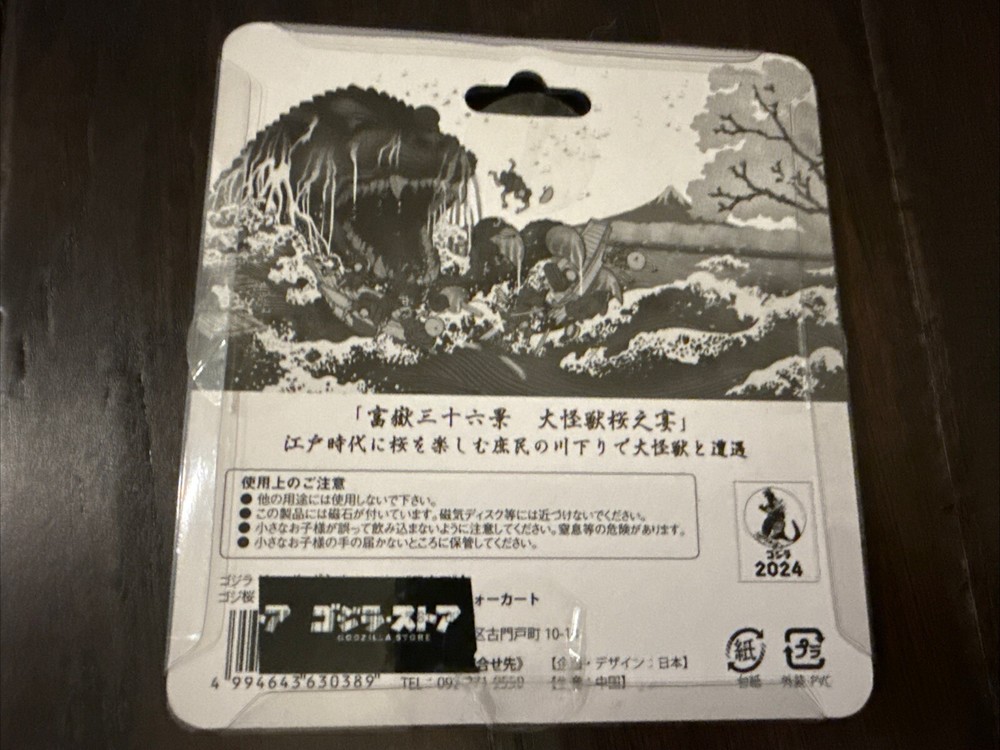 「富嶽三十六景　大怪獣桜之宴」
江戸時代に桜を楽しむ庶民の川下りで大怪獣と遭遇
使用上のご注意
● 他の用途には使用しないで下さい。
● この製品には磁石が付いています。磁気ディスク等には近づけないでください。
● 小さなお子様が誤って飲み込まないように注意してください。窒息等の危険があります。
● 小さなお子様の手の届かないところに保管してください。
ゴジラ
2024
ゴジラ
ゴジ桜
ォーカート
ア ゴジラ・ストア
GODZILLA STORE
区古門戸町 10-1
合せ先》 【企画・デザイン：日本】
4 994643 630389 TEL：092- 【生産：中国】
紙
台紙
プラ
外装 PVC